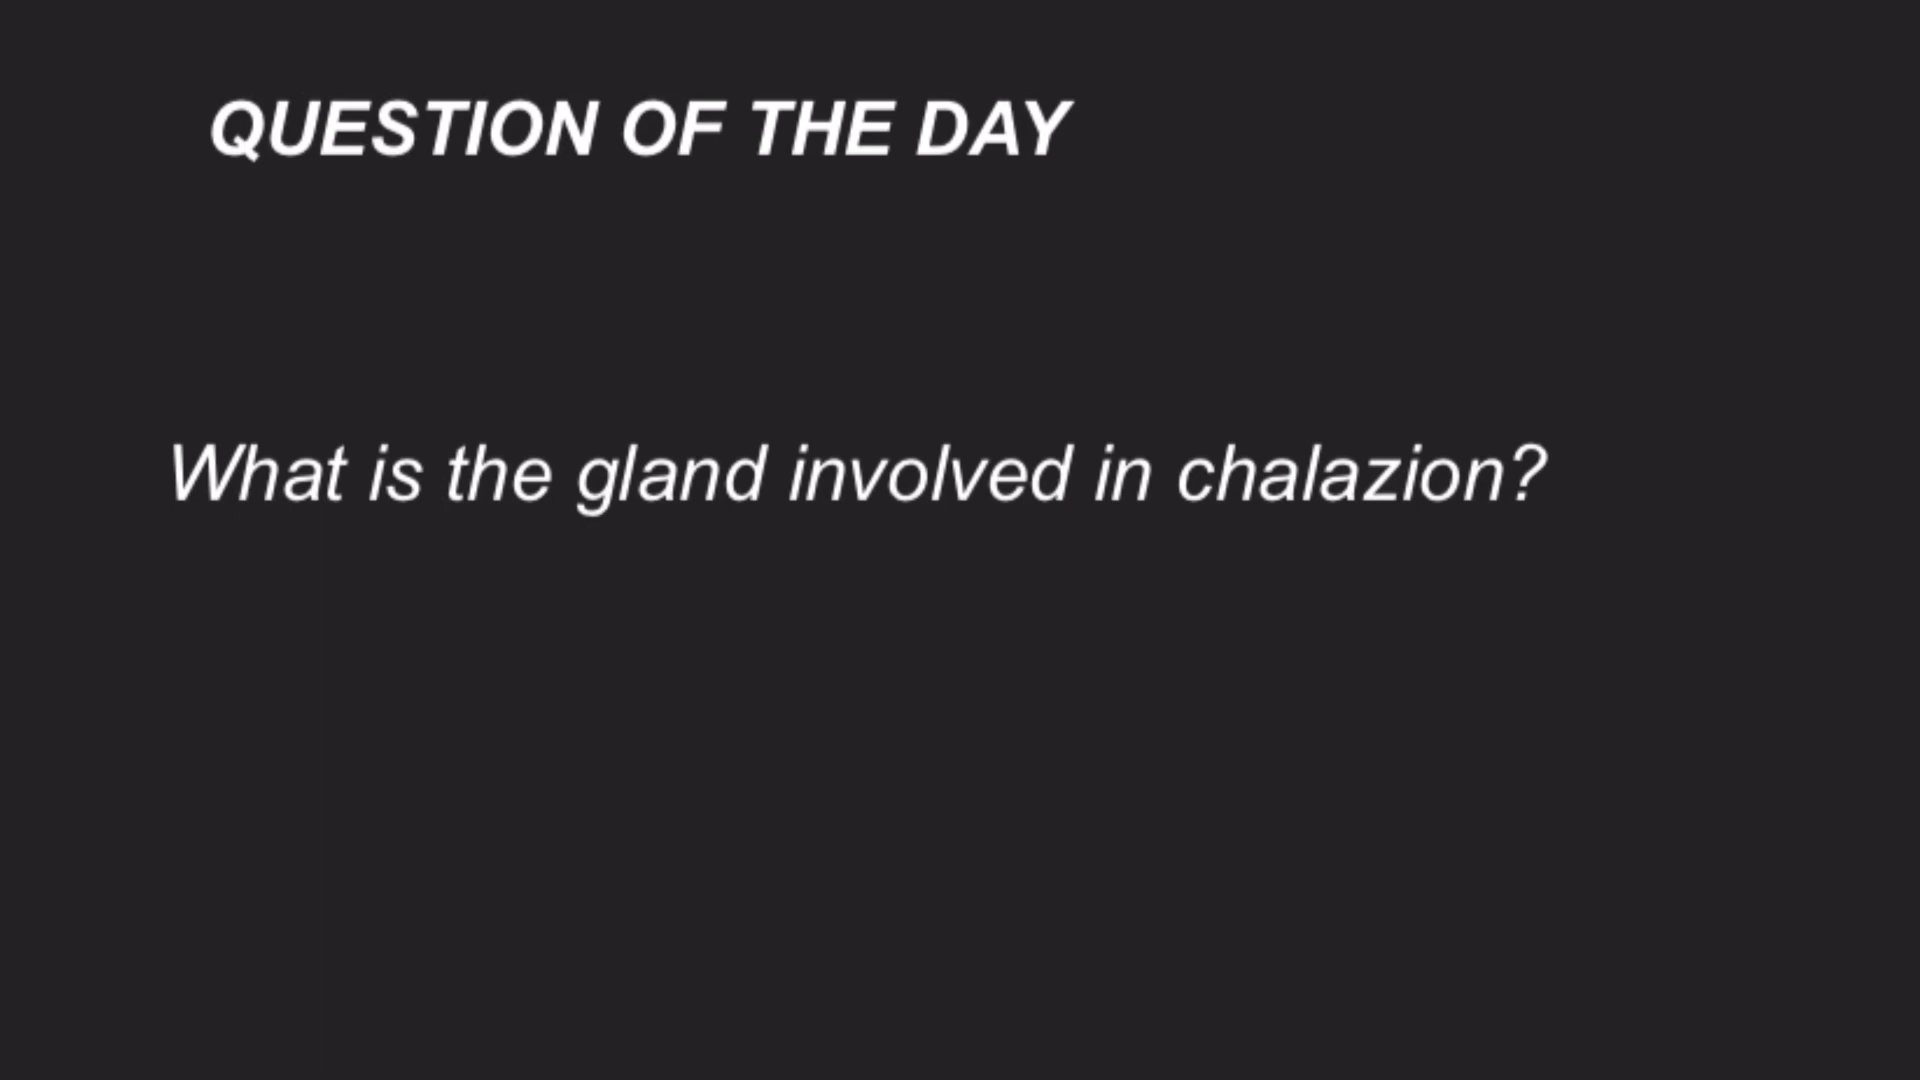 QUESTION OF THE DAY
What is the gland involved in chalazion?